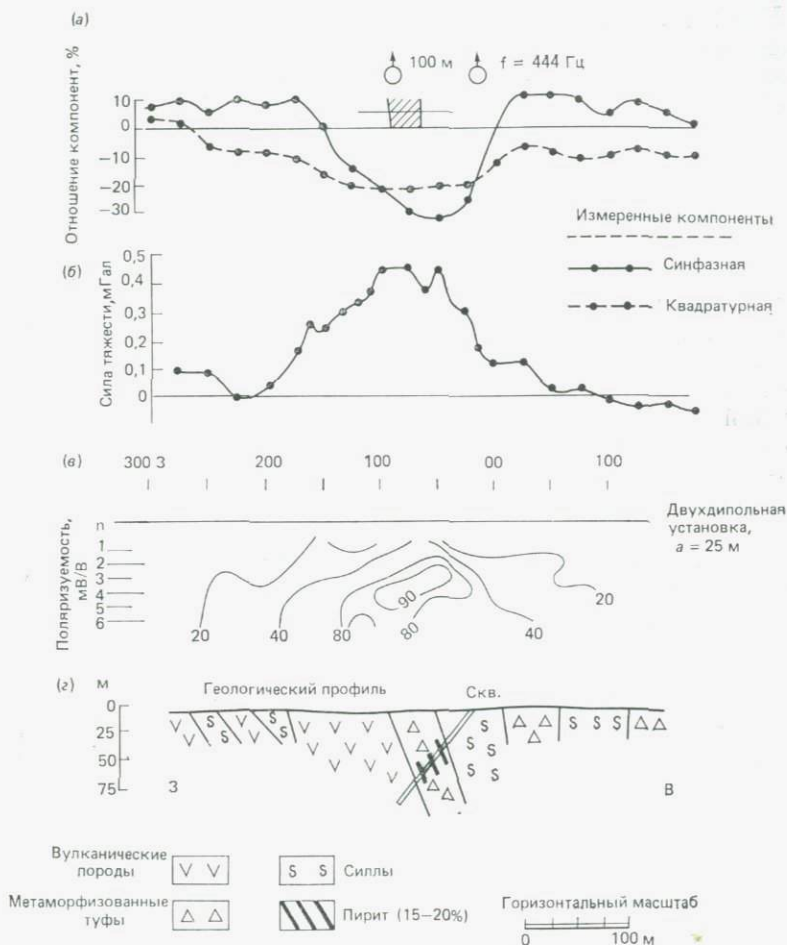 (а)
100 м
f = 444 Гц
Отношение компонент, %
10
0
−10
−20
−30
Измеренные компоненты
Синфазная
Квадратурная
(б)
Сила тяжести, мГал
0,5
0,4
0,3
0,2
0,1
0
(в)
300 З
200
100
00
100
Двухдипольная
установка,
a = 25 м
Поляризуемость,
мВ/В
n
1
2
3
4
5
6
20
40
80
90
80
40
20
(г)
м
Геологический профиль
Скв.
0
25
50
75
З
В
Вулканические
породы
Силлы
Метаморфизованные
туфы
Пирит (15−20%)
Горизонтальный масштаб
0
100 м